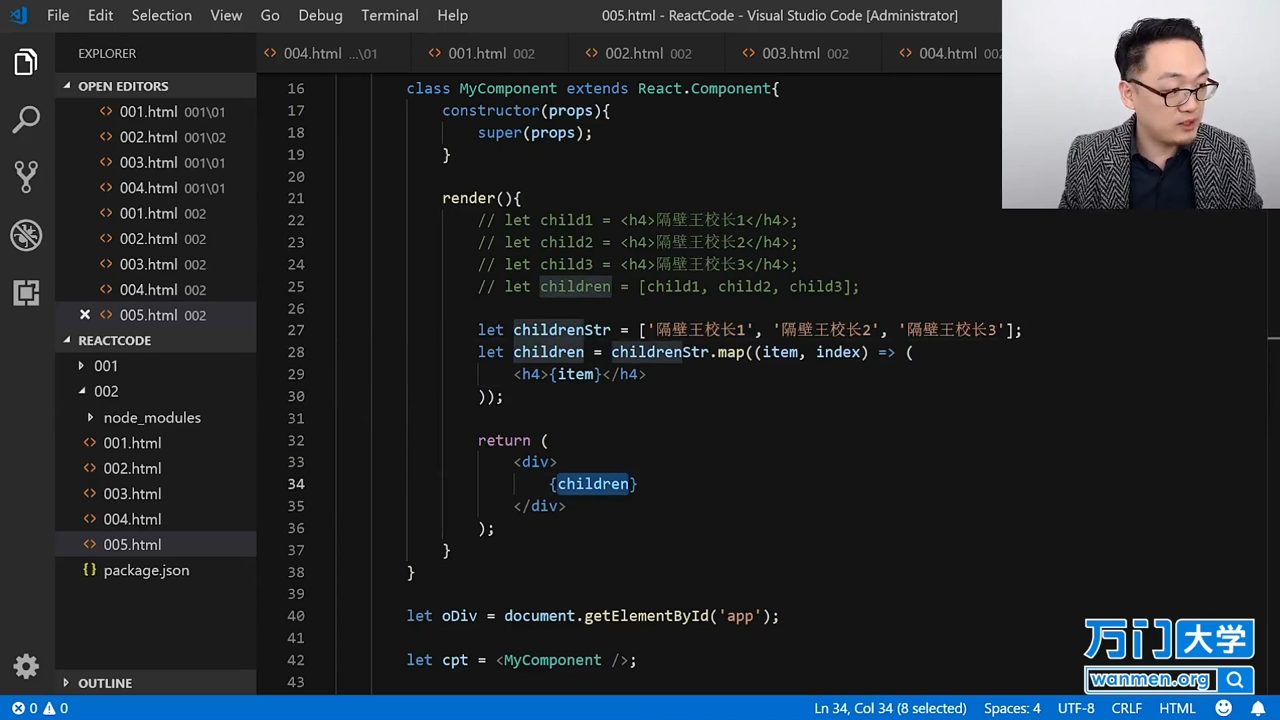 File Edit Selection View Go Debug Terminal Help
005.html - ReactCode - Visual Studio Code [Administrator]
EXPLORER
OPEN EDITORS
001.html 001\01
002.html 001\02
003.html 001\01
004.html 001\01
001.html 002
002.html 002
003.html 002
004.html 002
005.html 002
REACTCODE
001
002
node_modules
001.html
002.html
003.html
004.html
005.html
package.json
OUTLINE
004.html ...\01
001.html 002
002.html 002
003.html 002
004.html 002
16 class MyComponent extends React.Component{
17 constructor(props){
18 super(props);
19 }
20
21 render(){
22 // let child1 = <h4>隔壁王校长1</h4>;
23 // let child2 = <h4>隔壁王校长2</h4>;
24 // let child3 = <h4>隔壁王校长3</h4>;
25 // let children = [child1, child2, child3];
26
27 let childrenStr = ['隔壁王校长1', '隔壁王校长2', '隔壁王校长3'];
28 let children = childrenStr.map((item, index) => (
29 <h4>{item}</h4>
30 ));
31
32 return (
33 <div>
34 {children}
35 </div>
36 );
37 }
38 }
39
40 let oDiv = document.getElementById('app');
41
42 let cpt = <MyComponent />;
43
万门大学
wanmen.org
0 0
Ln 34, Col 34 (8 selected) Spaces: 4 UTF-8 CRLF HTML